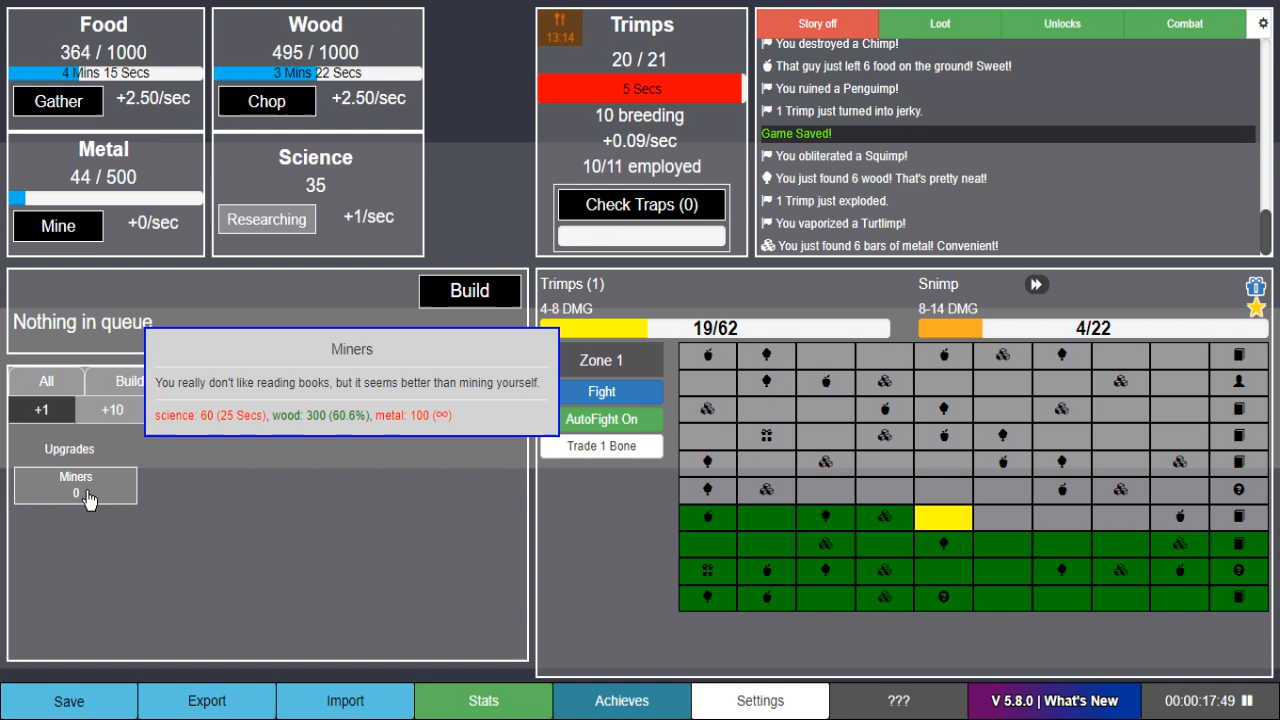 Food
364 / 1000
4 Mins 15 Secs
Gather
+2.50/sec
Wood
495 / 1000
3 Mins 22 Secs
Chop
+2.50/sec
Metal
44 / 500
Mine
+0/sec
Science
35
Researching
+1/sec
13:14
Trimps
20 / 21
5 Secs
10 breeding
+0.09/sec
10/11 employed
Check Traps (0)
Story off
Loot
Unlocks
Combat
You destroyed a Chimp!
That guy just left 6 food on the ground! Sweet!
You ruined a Penguimp!
1 Trimp just turned into jerky.
Game Saved!
You obliterated a Squimp!
You just found 6 wood! That's pretty neat!
1 Trimp just exploded.
You vaporized a Turtlimp!
You just found 6 bars of metal! Convenient!
Build
Nothing in queue
Miners
You really don't like reading books, but it seems better than mining yourself.
science: 60 (25 Secs), wood: 300 (60.6%), metal: 100 (∞)
All
Build
+1
+10
Upgrades
Miners
0
Trimps (1)
4-8 DMG
19/62
Snimp
8-14 DMG
4/22
Zone 1
Fight
AutoFight On
Trade 1 Bone
Save
Export
Import
Stats
Achieves
Settings
???
V 5.8.0 | What's New
00:00:17:49